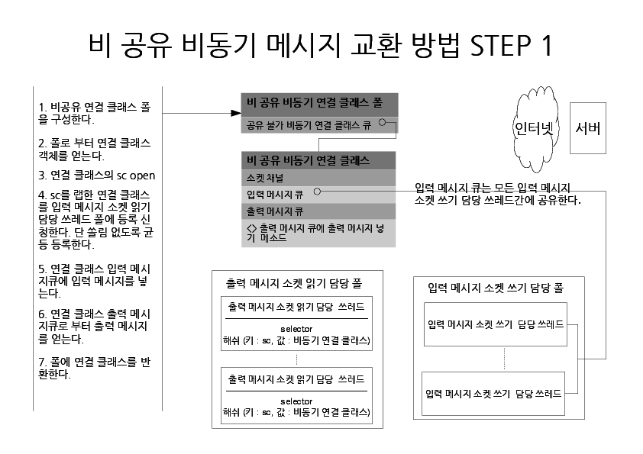 비 공유 비동기 메시지 교환 방법 STEP 1
1. 비공유 연결 클래스 폴
을 구성한다.
2. 폴로 부터 연결 클래스
객체를 얻는다.
3. 연결 클래스의 sc open
4. sc를 랩한 연결 클래스
를 입력 메시지 소켓 읽기
담당 쓰레드 폴에 등록 신
청한다. 단 쏠림 없도록 균
등 등록한다.
5. 연결 클래스 입력 메시
지큐에 입력 메시지를 넣
는다.
6. 연결 클래스 출력 메시
지큐로 부터 출력 메시지
를 얻는다.
7. 폴에 연결 클래스를 반
환한다.
비 공유 비동기 연결 클래스 폴
공유 불가 비동기 연결 클래스 큐
비 공유 비동기 연결 클래스
소켓 채널
입력 메시지 큐
출력 메시지 큐
<> 출력 메시지 큐에 출력 메시지 넣
기 메소드
인터넷
서버
입력 메시지 큐는 모든 입력 메시지
소켓 쓰기 담당 쓰레드간에 공유한다.
출력 메시지 소켓 읽기 담당 폴
출력 메시지 소켓 읽기 담당 쓰러드
selector
해쉬 (키 : sc, 값 : 비동기 연결 클래스)
출력 메시지 소켓 읽기 담당 쓰러드
selector
해쉬 (키 : sc, 값 : 비동기 연결 클래스)
입력 메시지 소켓 쓰기 담당 폴
입력 메시지 소켓 쓰기 담당 쓰레드
입력 메시지 소켓 쓰기 담당 쓰레드